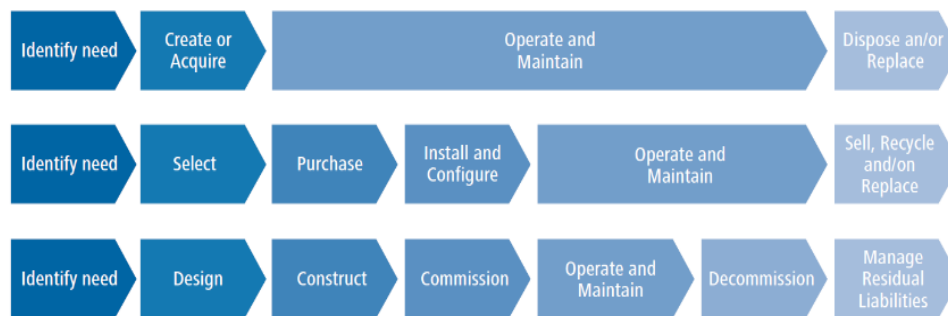 Identify need
Create or
Acquire
Operate and
Maintain
Dispose an/or
Replace
Identify need
Select
Purchase
Install and
Configure
Operate and
Maintain
Sell, Recycle
and/on
Replace
Identify need
Design
Construct
Commission
Operate and
Maintain
Decommission
Manage
Residual
Liabilities